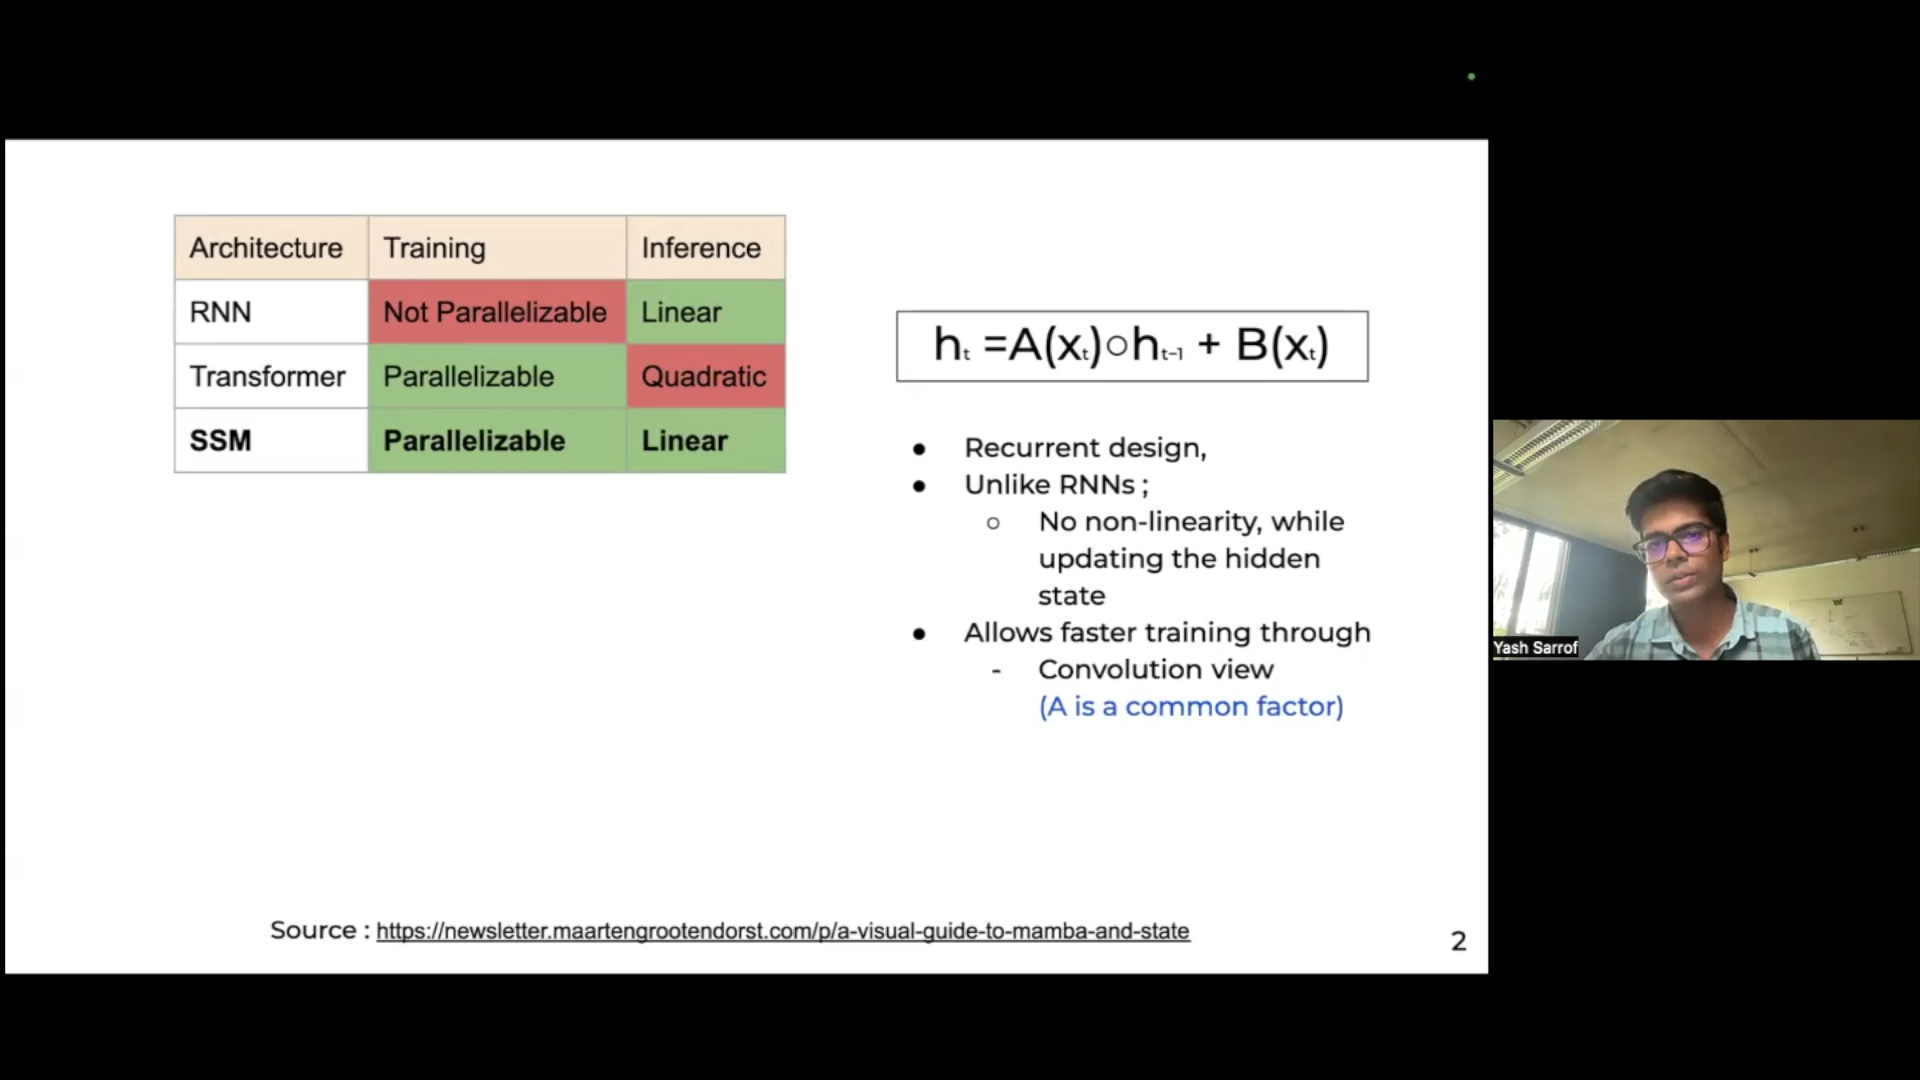 Architecture Training Inference
RNN Not Parallelizable Linear
Transformer Parallelizable Quadratic
SSM Parallelizable Linear
hₜ =A(xₜ)○hₜ₋₁ + B(xₜ)
● Recurrent design,
● Unlike RNNs ;
○ No non-linearity, while
updating the hidden
state
● Allows faster training through
- Convolution view
(A is a common factor)
Source : https://newsletter.maartengrootendorst.com/p/a-visual-guide-to-mamba-and-state
2
Yash Sarrof